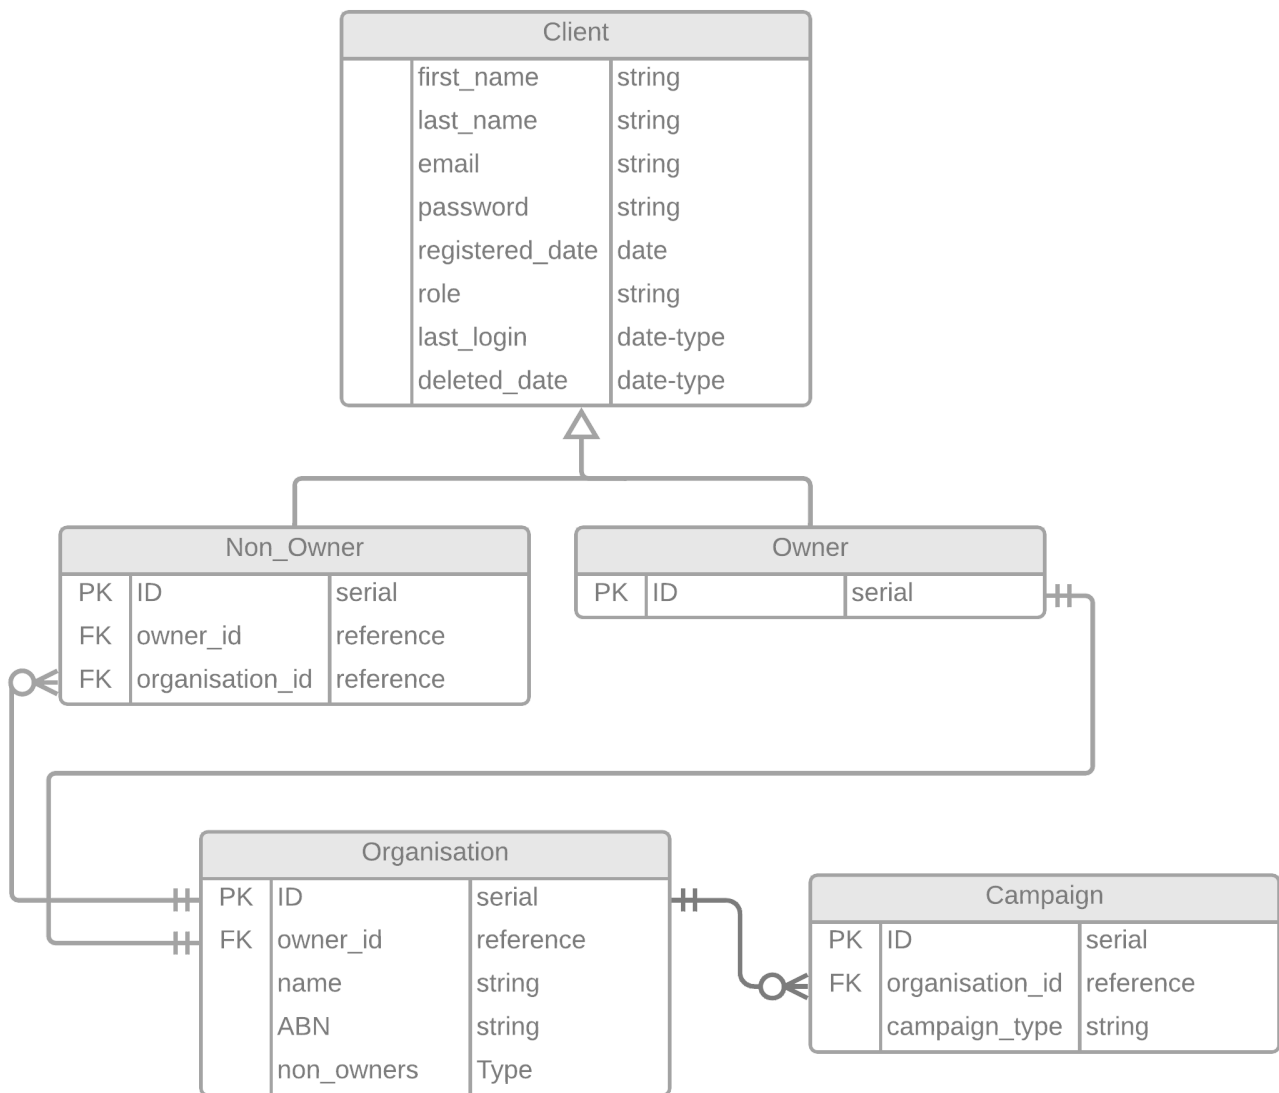 Client
first_name string
last_name string
email string
password string
registered_date date
role string
last_login date-type
deleted_date date-type
Non_Owner
PK ID serial
FK owner_id reference
FK organisation_id reference
Owner
PK ID serial
Organisation
PK ID serial
FK owner_id reference
name string
ABN string
non_owners Type
Campaign
PK ID serial
FK organisation_id reference
campaign_type string